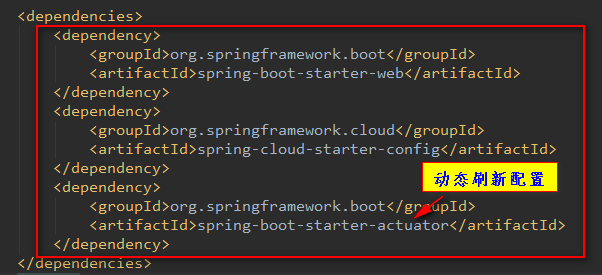 <dependencies>
<dependency>
<groupId>org.springframework.boot</groupId>
<artifactId>spring-boot-starter-web</artifactId>
</dependency>
<dependency>
<groupId>org.springframework.cloud</groupId>
<artifactId>spring-cloud-starter-config</artifactId>
</dependency>
动态刷新配置
<dependency>
<groupId>org.springframework.boot</groupId>
<artifactId>spring-boot-starter-actuator</artifactId>
</dependency>
</dependencies>